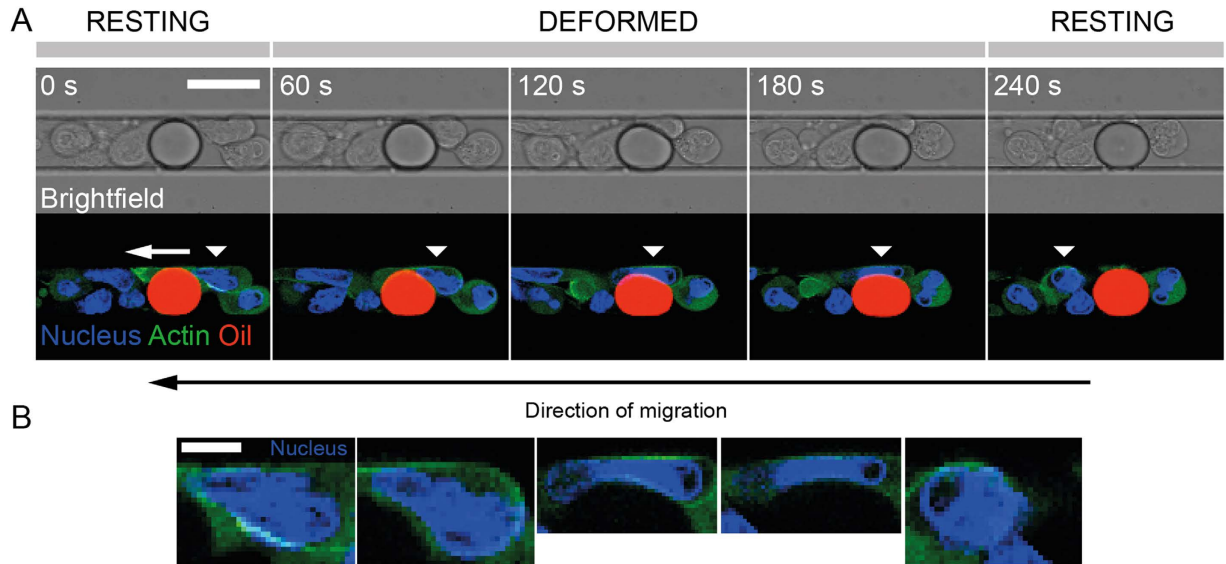 A
RESTING DEFORMED RESTING
0 s 60 s 120 s 180 s 240 s
Brightfield
Nucleus Actin Oil
Direction of migration
B
Nucleus